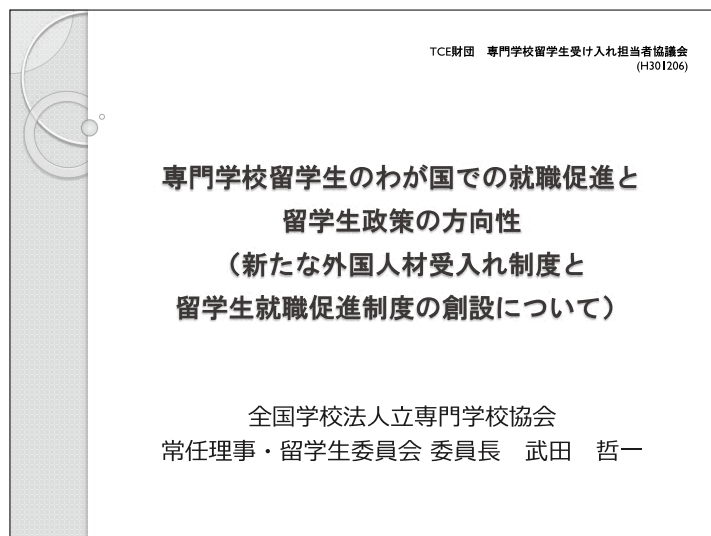 TCE財団　専門学校留学生受け入れ担当者協議会
(H301206)
専門学校留学生のわが国での就職促進と
留学生政策の方向性
（新たな外国人材受入れ制度と
留学生就職促進制度の創設について）
全国学校法人立専門学校協会
常任理事・留学生委員会 委員長　武田　哲一